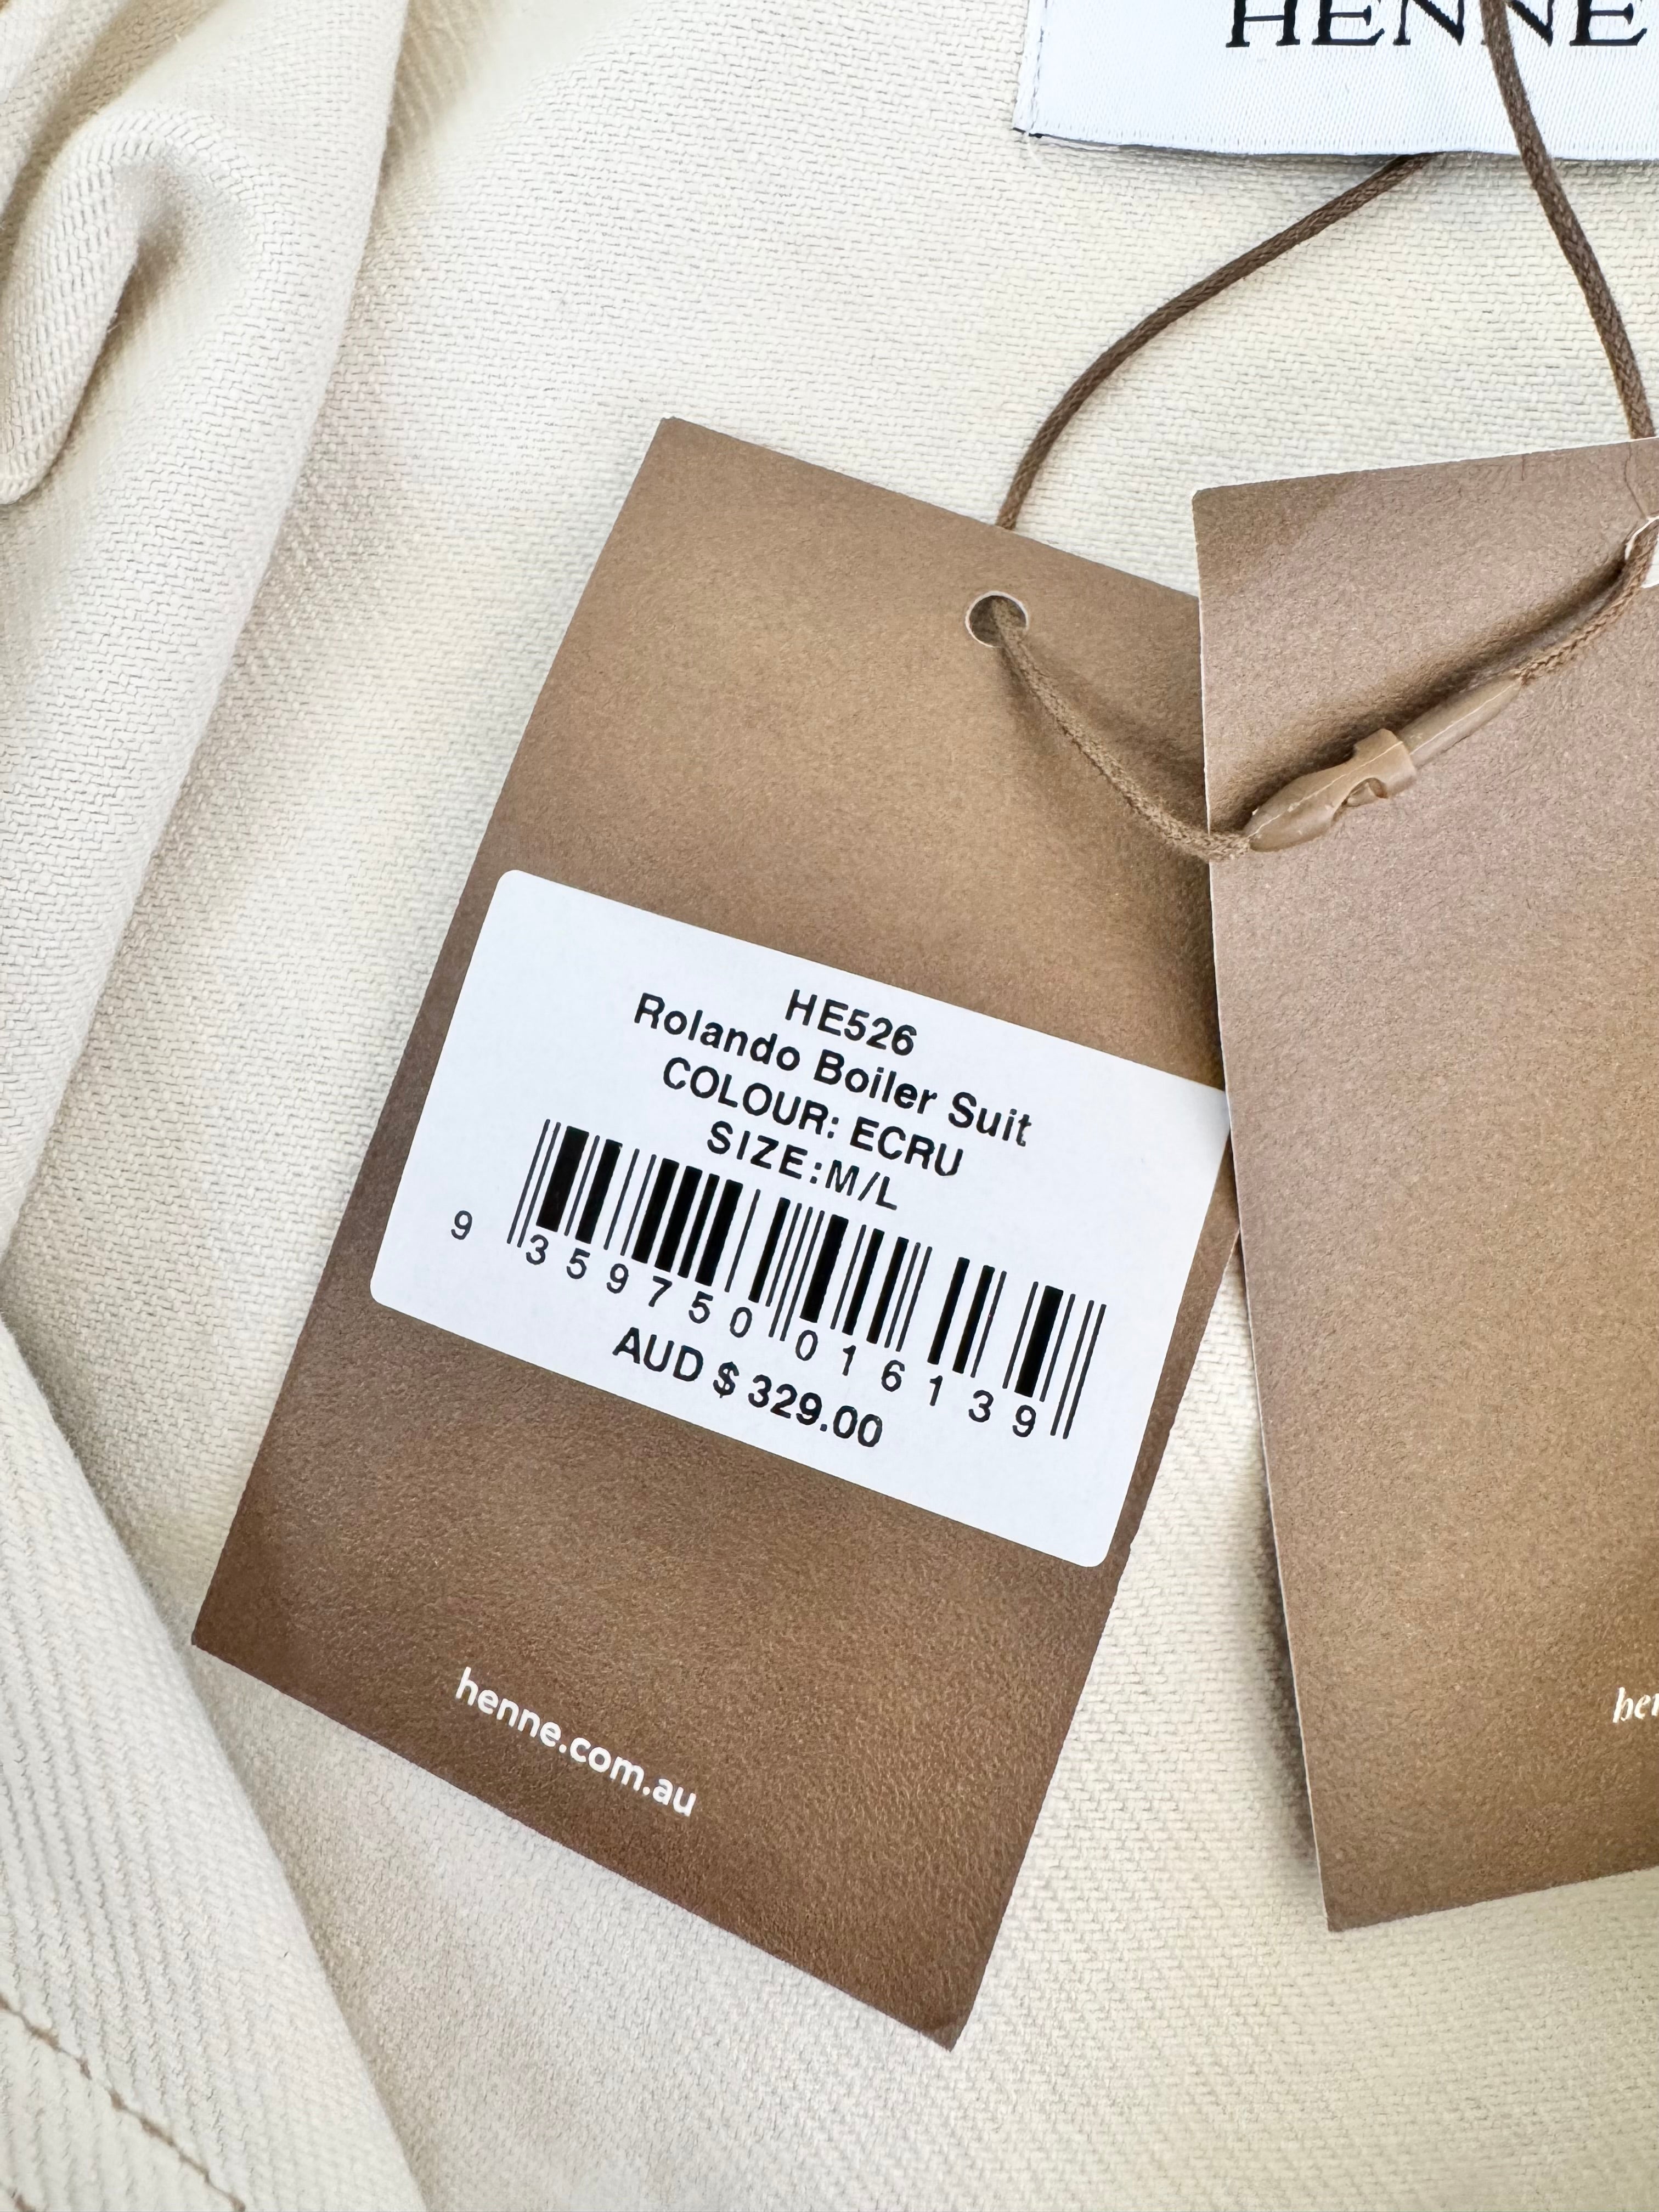 HENNE
HE526
Rolando Boiler Suit
COLOUR: ECRU
SIZE:M/L
9 359750 016139
AUD $ 329.00
henne.com.au